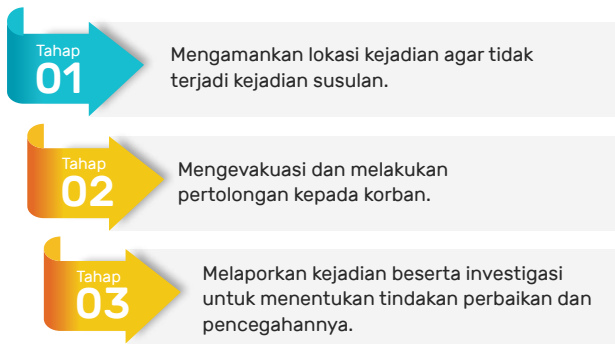 Tahap
01
Mengamankan lokasi kejadian agar tidak
terjadi kejadian susulan.
Tahap
02
Mengevakuasi dan melakukan
pertolongan kepada korban.
Tahap
03
Melaporkan kejadian beserta investigasi
untuk menentukan tindakan perbaikan dan
pencegahannya.